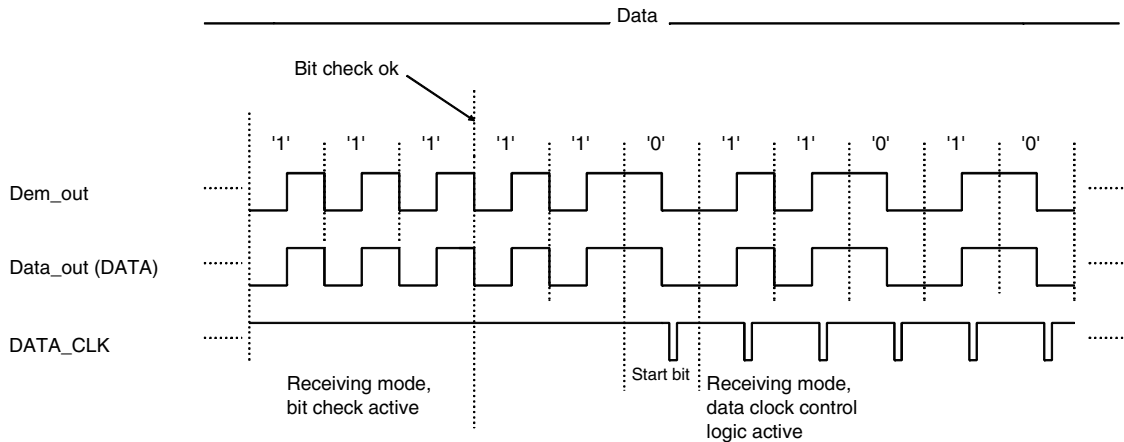 Data
Bit check ok
'1' '1' '1' '1' '1' '0' '1' '1' '0' '1' '0'
Dem_out
Data_out (DATA)
DATA_CLK
Start bit
Receiving mode,
bit check active
Receiving mode,
data clock control
logic active